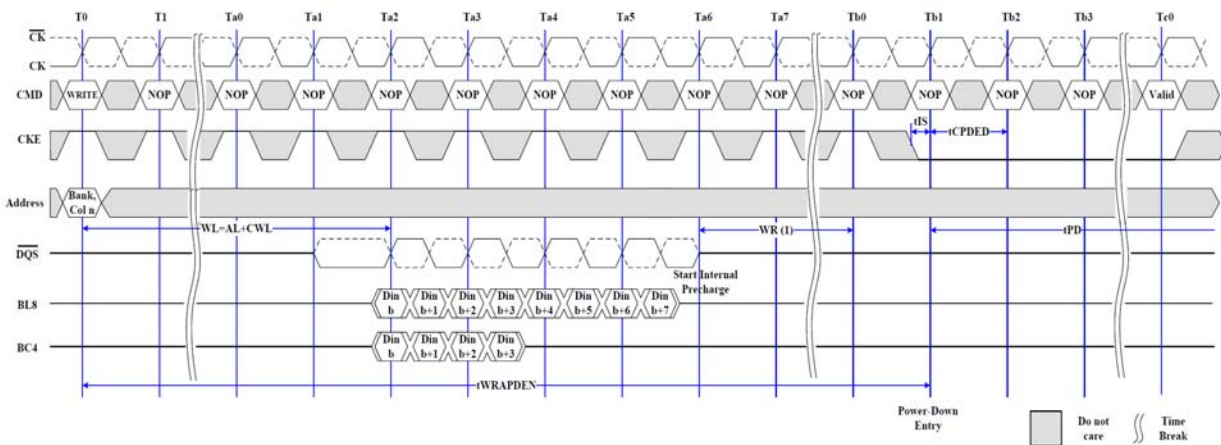 T0 T1 Ta0 Ta1 Ta2 Ta3 Ta4 Ta5 Ta6 Ta7 Tb0 Tb1 Tb2 Tb3 Tc0
CK
CK
CMD WRITE NOP NOP NOP NOP NOP NOP NOP NOP NOP NOP NOP NOP NOP Valid
tIS
CKE tCPDED
Bank,
Address
Col n
WL=AL+CWL WR (1) tPD
DQS
Start Internal
Precharge
Din Din Din Din Din Din Din Din
BL8
b b+1 b+2 b+3 b+4 b+5 b+6 b+7
Din Din Din Din
BC4
b b+1 b+2 b+3
tWRAPDEN
Power-Down
Entry
Do not
care
Time
Break